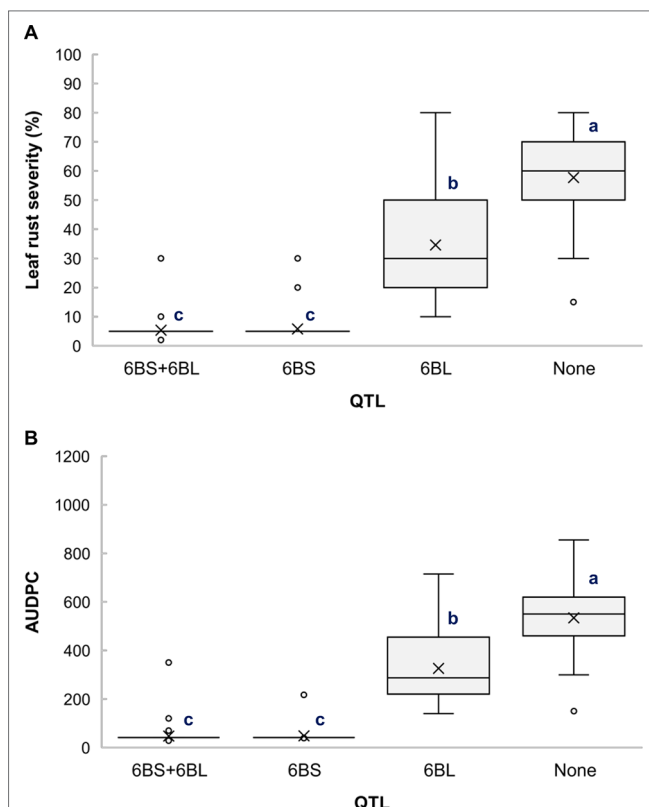 A
Leaf rust severity (%)
100
90
80
70
60
50
40
30
20
10
0
c
c
b
a
6BS+6BL 6BS 6BL None
QTL
B
AUDPC
1200
1000
800
600
400
200
0
c
c
b
a
6BS+6BL 6BS 6BL None
QTL